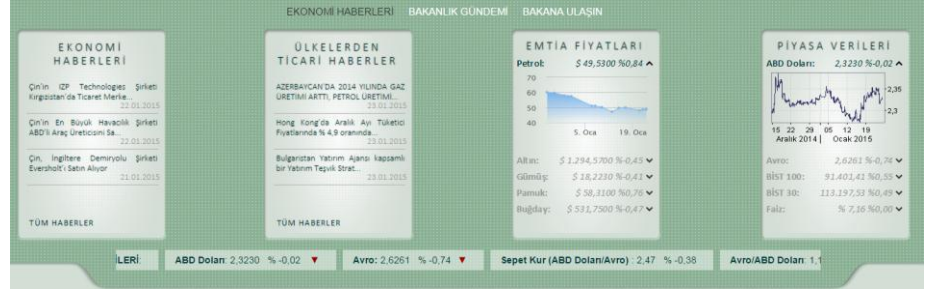 EKONOMİ HABERLERİ BAKANLIK GÜNDEMİ BAKANA ULAŞIN
EKONOMİ
HABERLERİ
Çin'in IZP Technologies Şirketi
Kırgızistan'da Ticaret Merke...
22.01.2015
Çin'in En Büyük Havacılık Şirketi
ABD'li Araç Üreticisini Sa...
22.01.2015
Çin, İngiltere Demiryolu Şirketi
Eversholt'ı Satın Alıyor
21.01.2015
TÜM HABERLER
ÜLKELERDEN
TİCARİ HABERLER
AZERBAYCAN'DA 2014 YILINDA GAZ
ÜRETİMİ ARTTI, PETROL ÜRETİMİ...
23.01.2015
Hong Kong'da Aralık Ayı Tüketici
Fiyatlarında % 4,9 oranında...
23.01.2015
Bulgaristan Yatırım Ajansı kapsamlı
bir Yatırım Teşvik Strat...
23.01.2015
TÜM HABERLER
EMTİA FİYATLARI
Petrol: $ 49,5300 %0,84
70
60
50
40
5. Oca 19. Oca
Altın: $ 1.294,5700 %-0,45
Gümüş: $ 18,2230 %-0,41
Pamuk: $ 58,3100 %0,76
Buğday: $ 531,7500 %-0,47
PİYASA VERİLERİ
ABD Doları: 2,3230 %-0,02
2,35
2,3
15 22 29 05 12 19
Aralık 2014 | Ocak 2015
Avro: 2,6261 %-0,74
BİST 100: 91.401,41 %0,55
BİST 30: 113.197,53 %0,49
Faiz: % 7,16 %0,00
İLERİ: ABD Doları: 2,3230 % -0,02 ▼ Avro: 2,6261 % -0,74 ▼ Sepet Kur (ABD Doları/Avro) : 2,47 % -0,38 Avro/ABD Doları: 1,1